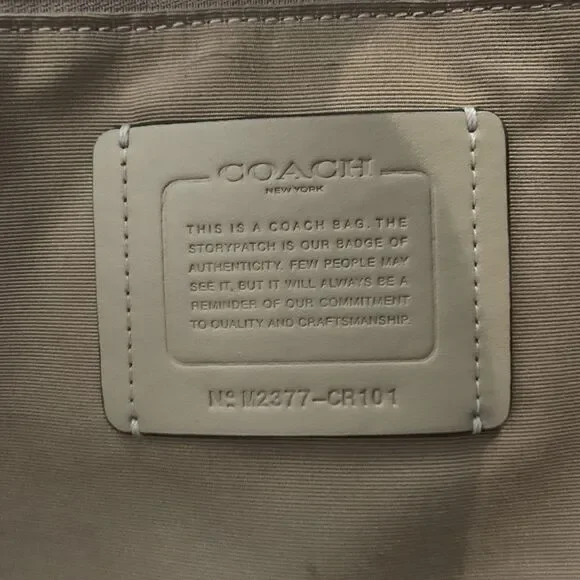 COACH
NEW YORK
THIS IS A COACH BAG. THE
STORYPATCH IS OUR BADGE OF
AUTHENTICITY. FEW PEOPLE MAY
SEE IT, BUT IT WILL ALWAYS BE A
REMINDER OF OUR COMMITMENT
TO QUALITY AND CRAFTSMANSHIP.
Nº M2377-CR101